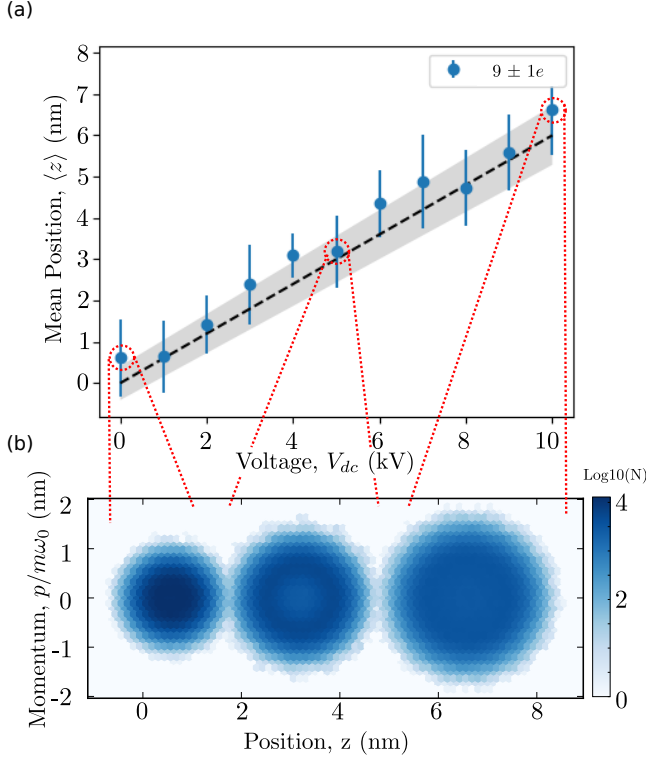 (a)
Mean Position, ⟨z⟩ (nm)
8
7
6
5
4
3
2
1
0
9 ± 1e
0 2 4 6 8 10
Voltage, V_dc (kV)
(b)
Momentum, p/mω₀ (nm)
2
1
0
-1
-2
0 2 4 6 8
Position, z (nm)
Log10(N)
4
2
0